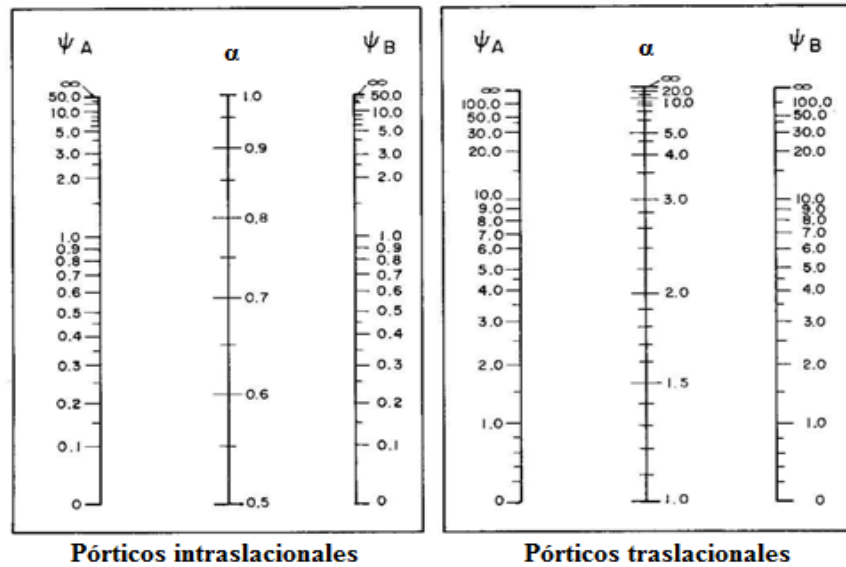 ΨA α ΨB
∞ ∞
50.0 1.0 50.0
10.0 10.0
5.0 5.0
0.9
3.0 3.0
2.0 2.0
0.8
1.0 1.0
0.9 0.9
0.8 0.8
0.7 0.7
0.6 0.7 0.6
0.5 0.5
0.4 0.4
0.3 0.3
0.6
0.2 0.2
0.1 0.1
0 0.5 0
Pórticos intraslacionales
ΨA α ΨB
∞ ∞ ∞
20.0
100.0 10.0 100.0
50.0 50.0
30.0 5.0 30.0
20.0 4.0 20.0
10.0 3.0 10.0
9.0 9.0
8.0 8.0
7.0 7.0
6.0 6.0
5.0 5.0
4.0 2.0 4.0
3.0 3.0
2.0 2.0
1.5
1.0 1.0
0 1.0 0
Pórticos traslacionales